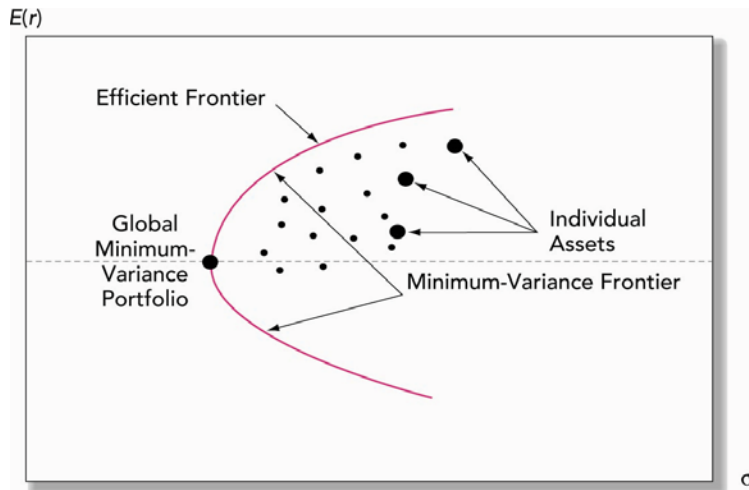 E(r)
Efficient Frontier
Global
Minimum-
Variance
Portfolio
Individual
Assets
Minimum-Variance Frontier
σ